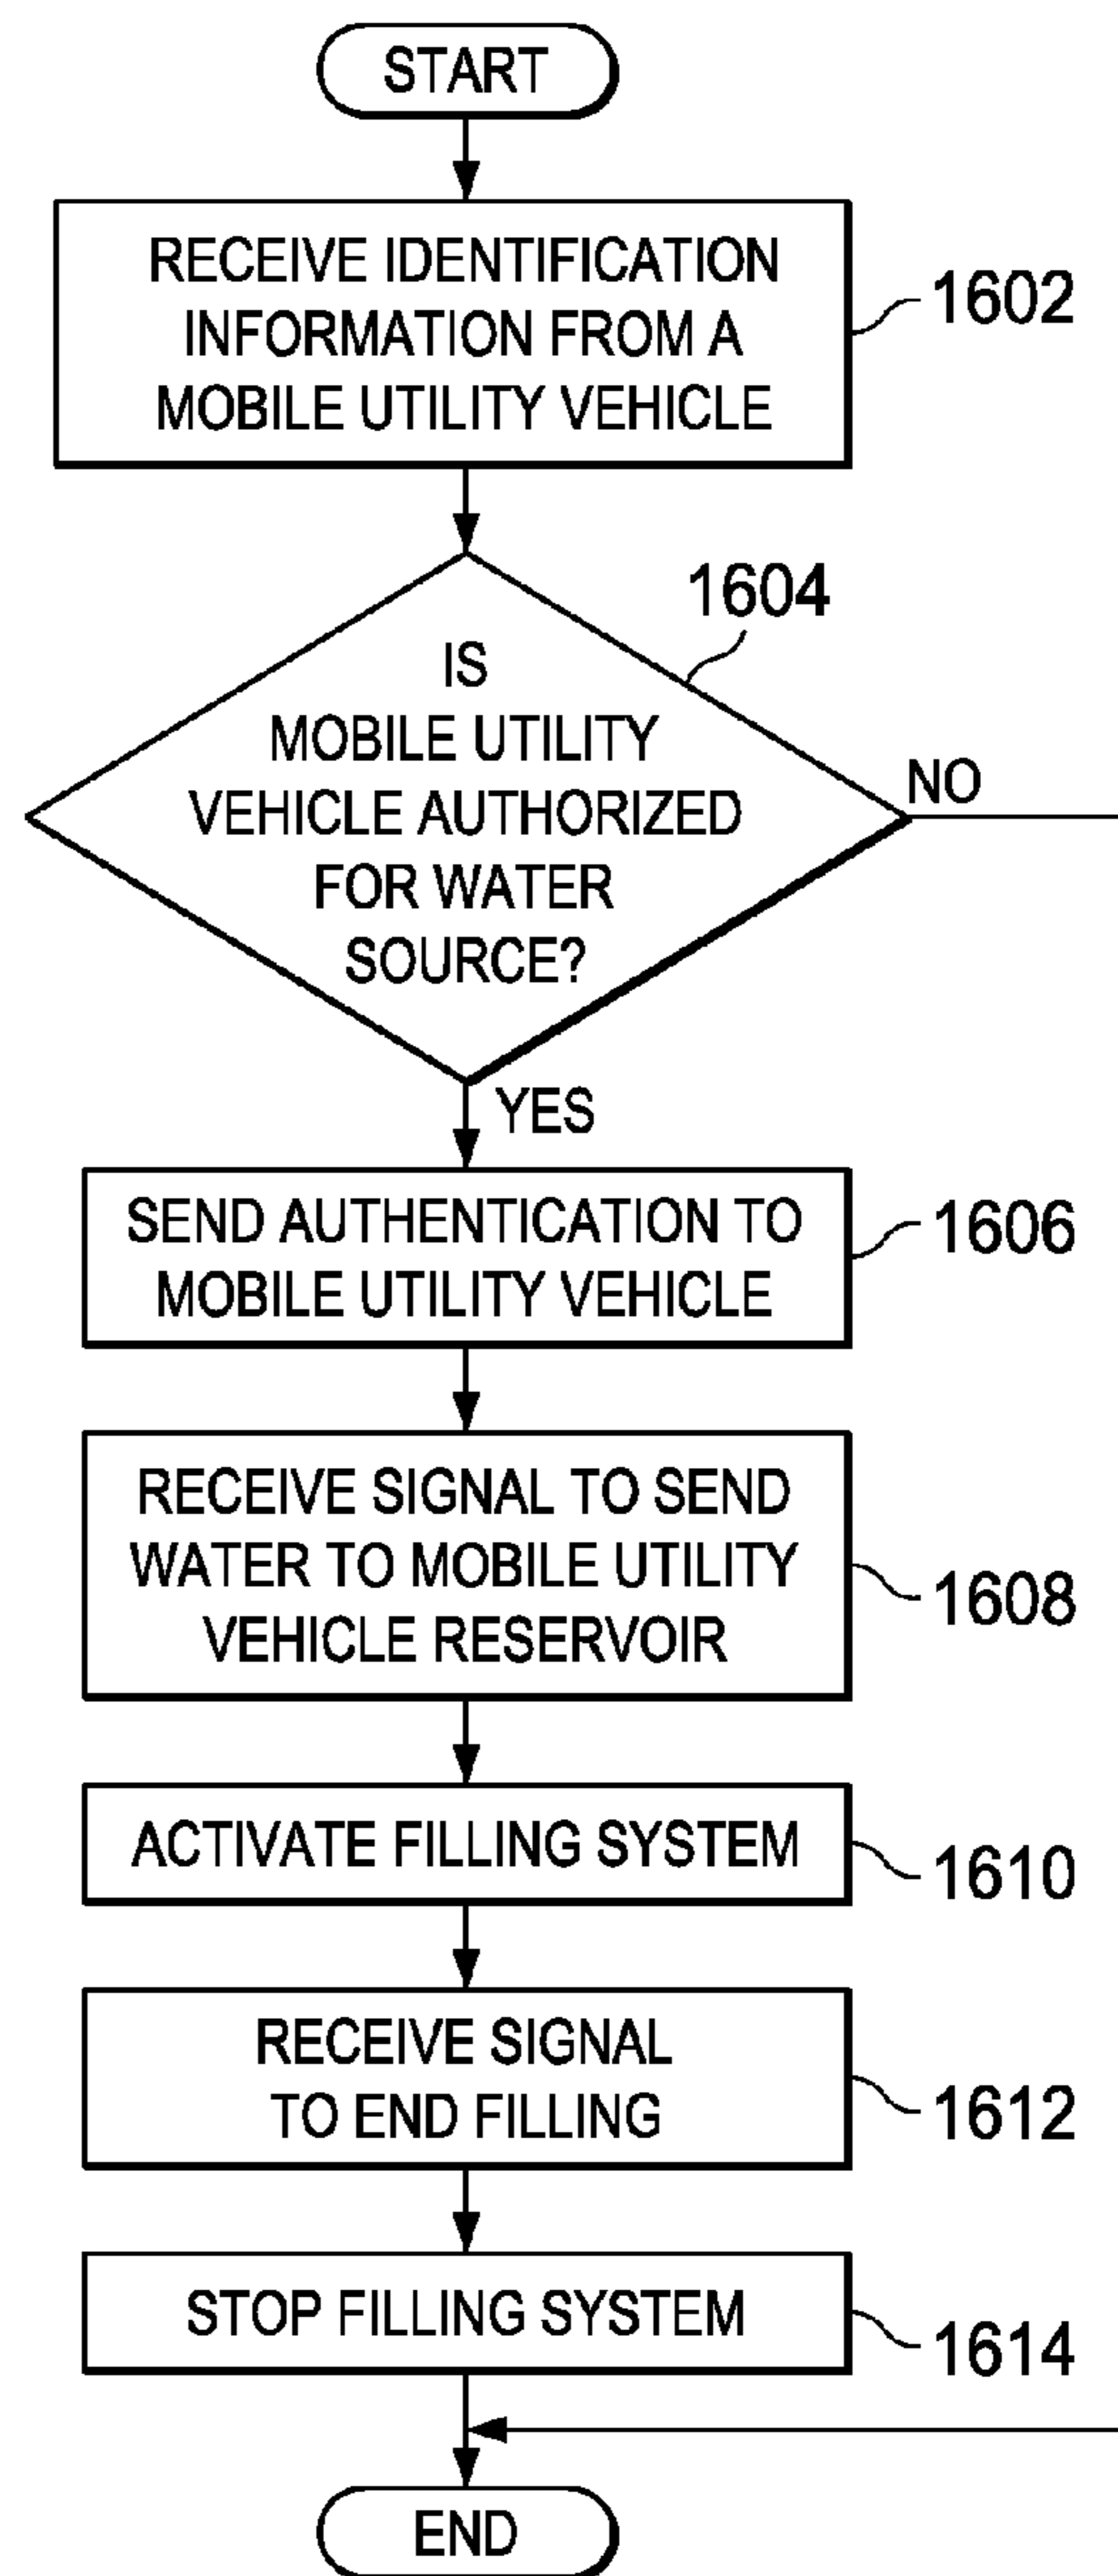 START
RECEIVE IDENTIFICATION
INFORMATION FROM A
MOBILE UTILITY VEHICLE
1602
1604
IS
MOBILE UTILITY
VEHICLE AUTHORIZED
FOR WATER
SOURCE?
NO
YES
SEND AUTHENTICATION TO
MOBILE UTILITY VEHICLE
1606
RECEIVE SIGNAL TO SEND
WATER TO MOBILE UTILITY
VEHICLE RESERVOIR
1608
ACTIVATE FILLING SYSTEM
1610
RECEIVE SIGNAL
TO END FILLING
1612
STOP FILLING SYSTEM
1614
END